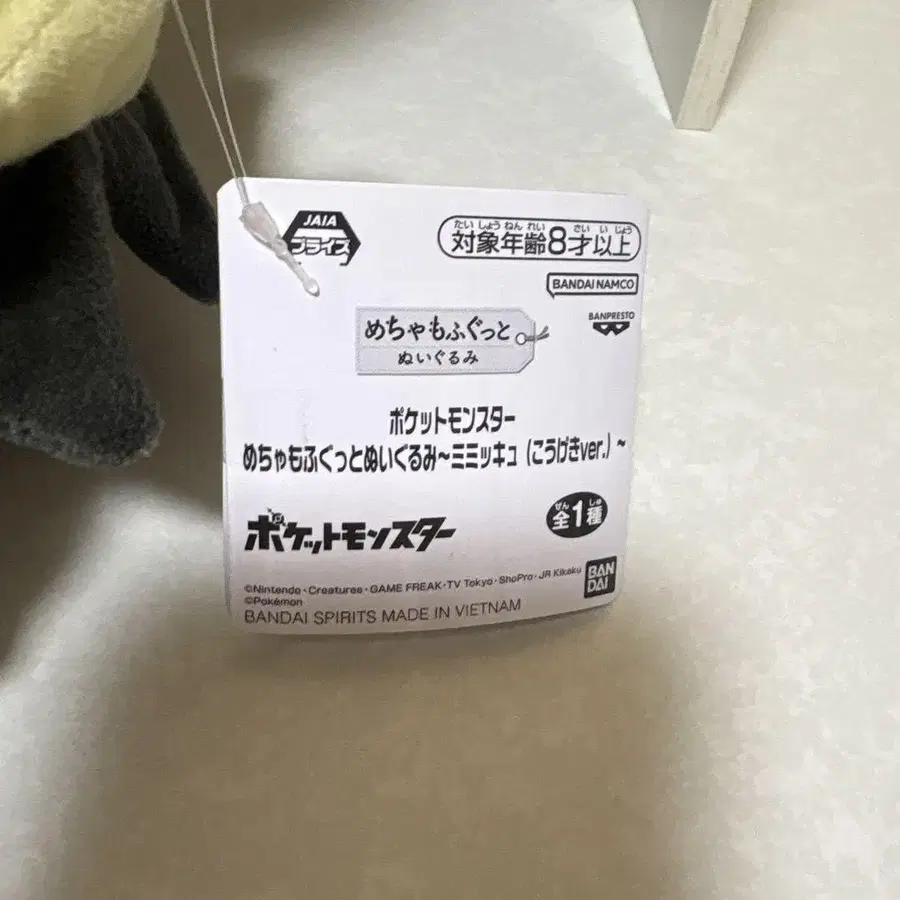 JAIA
プライズ
たいしょうねんれい さい いじょう
対象年齢8才以上
BANDAI NAMCO
BANPRESTO
めちゃもふぐっと
ぬいぐるみ
ポケットモンスター
めちゃもふぐっとぬいぐるみ～ミミッキュ（こうげきver.）～
ポケットモンスター
ぜん しゅ
全1種
©Nintendo・Creatures・GAME FREAK・TV Tokyo・ShoPro・JR Kikaku
©Pokémon
BAN
DAI
BANDAI SPIRITS MADE IN VIETNAM